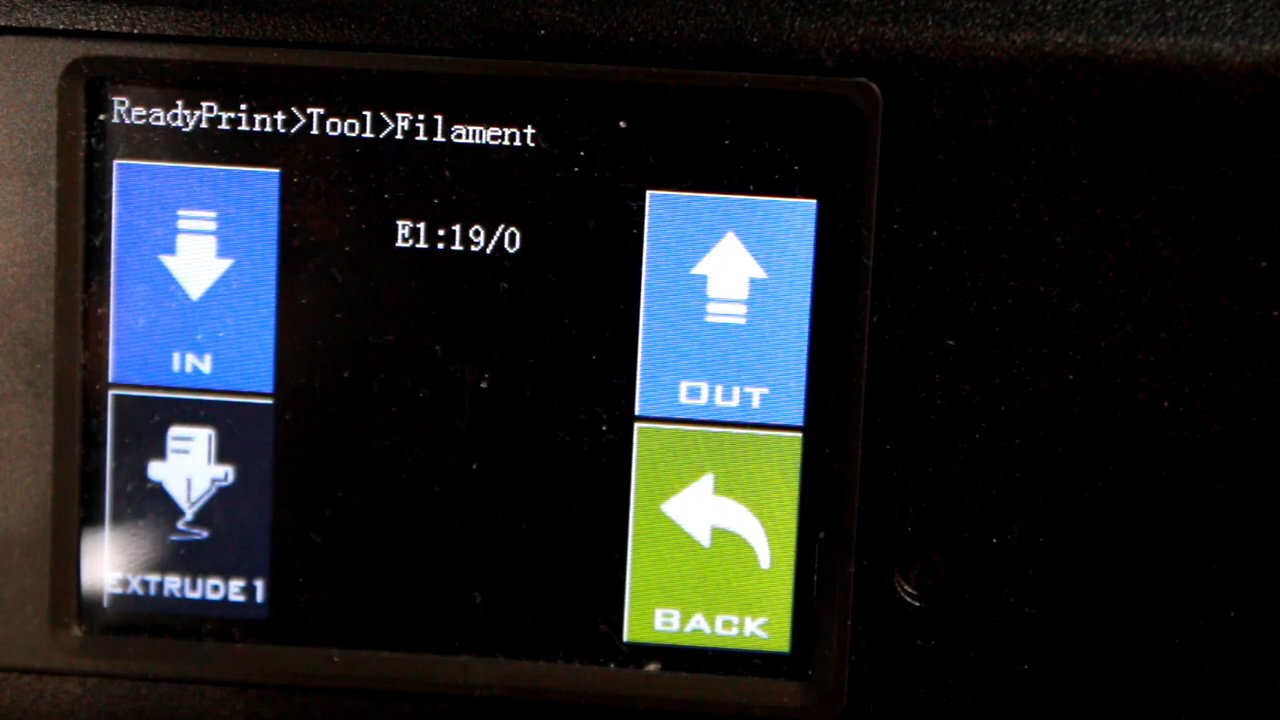 ReadyPrint>Tool>Filament
E1:19/0
IN
OUT
EXTRUDE1
BACK